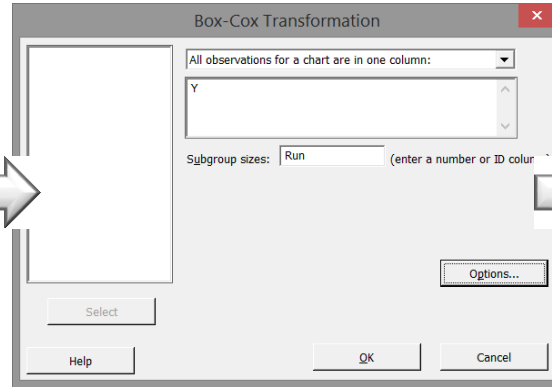 Box-Cox Transformation
All observations for a chart are in one column:
Y
Subgroup sizes: Run (enter a number or ID
Options...
Select
Help OK Cancel